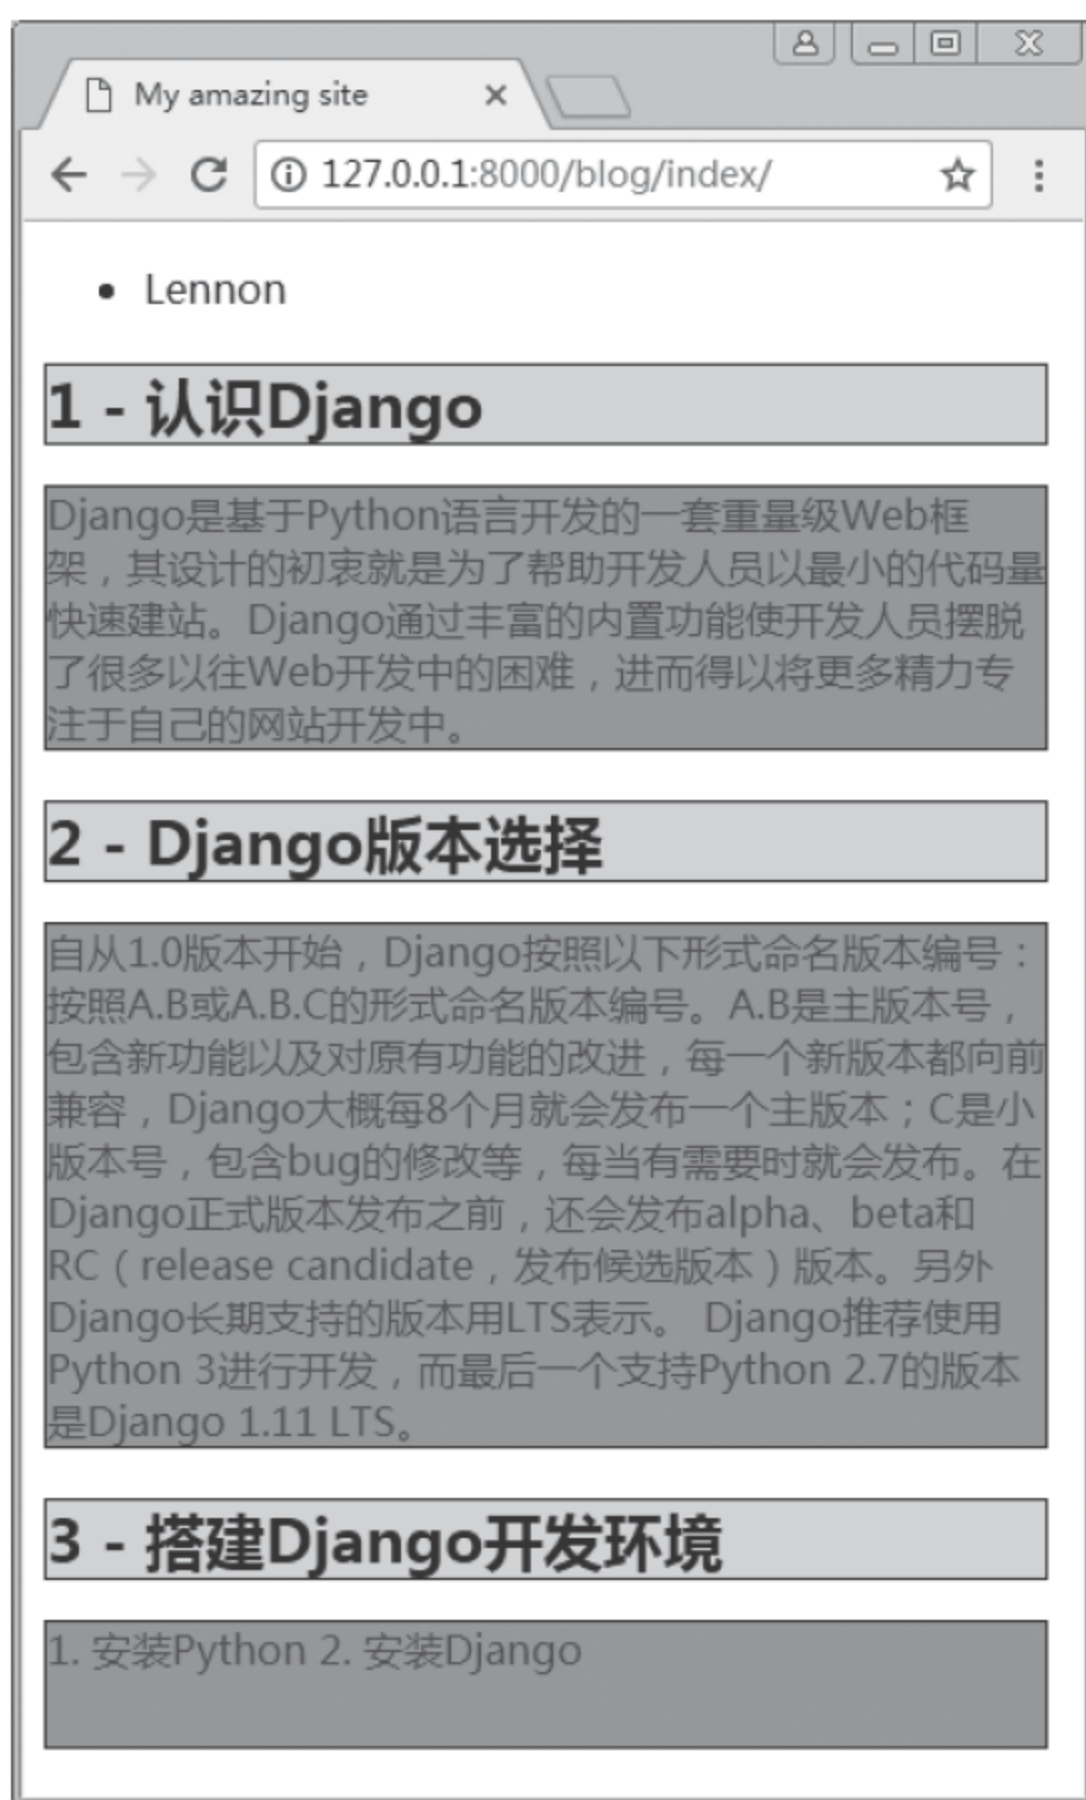 My amazing site
127.0.0.1:8000/blog/index/
• Lennon
1 - 认识Django
Django是基于Python语言开发的一套重量级Web框
架，其设计的初衷就是为了帮助开发人员以最小的代码量
快速建站。Django通过丰富的内置功能使开发人员摆脱
了很多以往Web开发中的困难，进而得以将更多精力专
注于自己的网站开发中。
2 - Django版本选择
自从1.0版本开始，Django按照以下形式命名版本编号：
按照A.B或A.B.C的形式命名版本编号。A.B是主版本号，
包含新功能以及对原有功能的改进，每一个新版本都向前
兼容，Django大概每8个月就会发布一个主版本；C是小
版本号，包含bug的修改等，每当有需要时就会发布。在
Django正式版本发布之前，还会发布alpha、beta和
RC（release candidate，发布候选版本）版本。另外
Django长期支持的版本用LTS表示。 Django推荐使用
Python 3进行开发，而最后一个支持Python 2.7的版本
是Django 1.11 LTS。
3 - 搭建Django开发环境
1. 安装Python 2. 安装Django